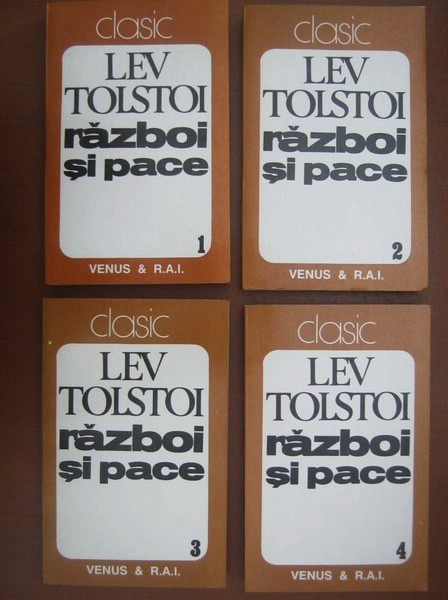 clasic
LEV
TOLSTOI
război
și pace
1
VENUS & R.A.I.
clasic
LEV
TOLSTOI
război
și pace
2
VENUS & R.A.I.
clasic
LEV
TOLSTOI
război
și pace
3
VENUS & R.A.I.
clasic
LEV
TOLSTOI
război
și pace
4
VENUS & R.A.I.